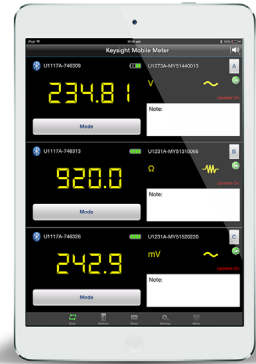 Keysight Mobile Meter
U1117A-746309
U1273A-MY51440013
A
234.81
V
Mode
Note:
U1117A-746313
U1231A-MY51310066
B
920.0
Ω
Mode
Note:
U1117A-746326
U1231A-MY51520220
C
242.9
mV
Mode
Note: